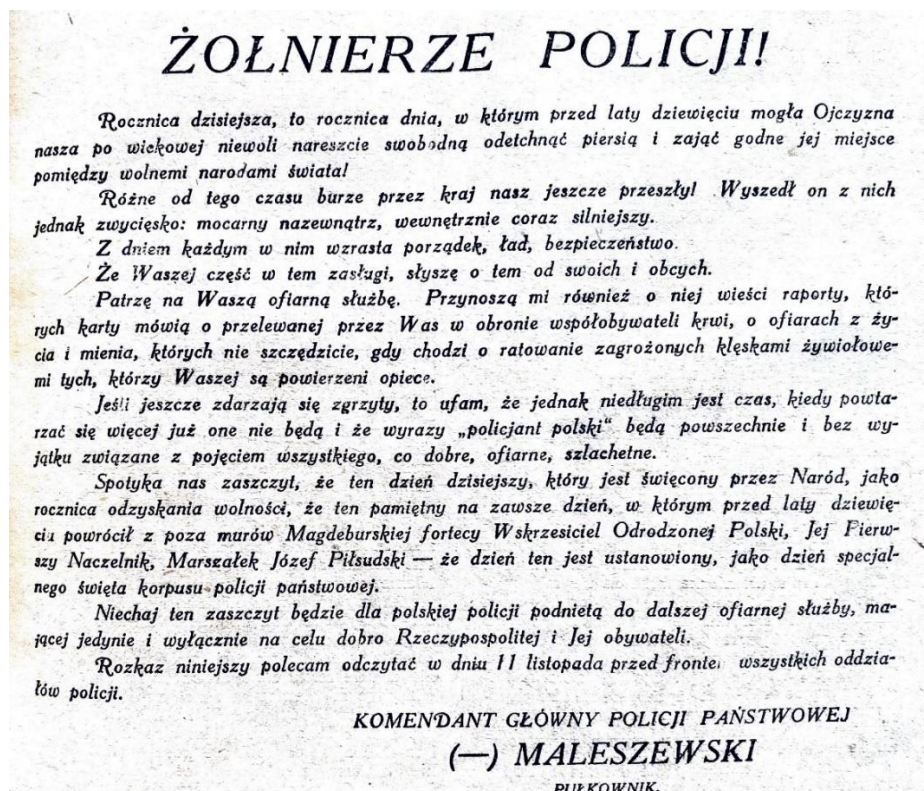 ŻOŁNIERZE POLICJI!
Rocznica dzisiejsza, to rocznica dnia, w którym przed laty dziewięciu mogła Ojczyzna
nasza po wiekowej niewoli nareszcie swobodną odetchnąć piersią i zająć godne jej miejsce
pomiędzy wolnemi narodami świata!
Różne od tego czasu burze przez kraj nasz jeszcze przeszły! Wyszedł on z nich
jednak zwycięsko: mocarny nazewnątrz, wewnętrznie coraz silniejszy.
Z dniem każdym w nim wzrasta porządek, ład, bezpieczeństwo.
Że Waszej część w tem zasługi, słyszę o tem od swoich i obcych.
Patrzę na Waszą ofiarną służbę. Przynoszą mi również o niej wieści raporty, któ-
rych karty mówią o przelewanej przez Was w obronie współobywateli krwi, o ofiarach z ży-
cia i mienia, których nie szczędzicie, gdy chodzi o ratowanie zagrożonych klęskami żywiołowe-
mi tych, którzy Waszej są powierzeni opiece.
Jeśli jeszcze zdarzają się zgrzyty, to ufam, że jednak niedługim jest czas, kiedy powta-
rzać się więcej już one nie będą i że wyrazy „policjant polski“ będą powszechnie i bez wy-
jątku związane z pojęciem wszystkiego, co dobre, ofiarne, szlachetne.
Spotyka nas zaszczyt, że ten dzień dzisiejszy, który jest święcony przez Naród, jako
rocznica odzyskania wolności, że ten pamiętny na zawsze dzień, w którym przed laty dziewię-
ciu powrócił z poza murów Magdeburskiej fortecy Wskrzesiciel Odrodzonej Polski, Jej Pierw-
szy Naczelnik, Marszałek Józef Piłsudski — że dzień ten jest ustanowiony, jako dzień specjal-
nego święta korpusu policji państwowej.
Niechaj ten zaszczyt będzie dla polskiej policji podnietą do dalszej ofiarnej służby, ma-
jącej jedynie i wyłącznie na celu dobro Rzeczypospolitej i Jej obywateli.
Rozkaz niniejszy polecam odczytać w dniu 11 listopada przed fronte wszystkich oddzia-
łów policji.
KOMENDANT GŁÓWNY POLICJI PAŃSTWOWEJ
(—) MALESZEWSKI
PUŁKOWNIK.